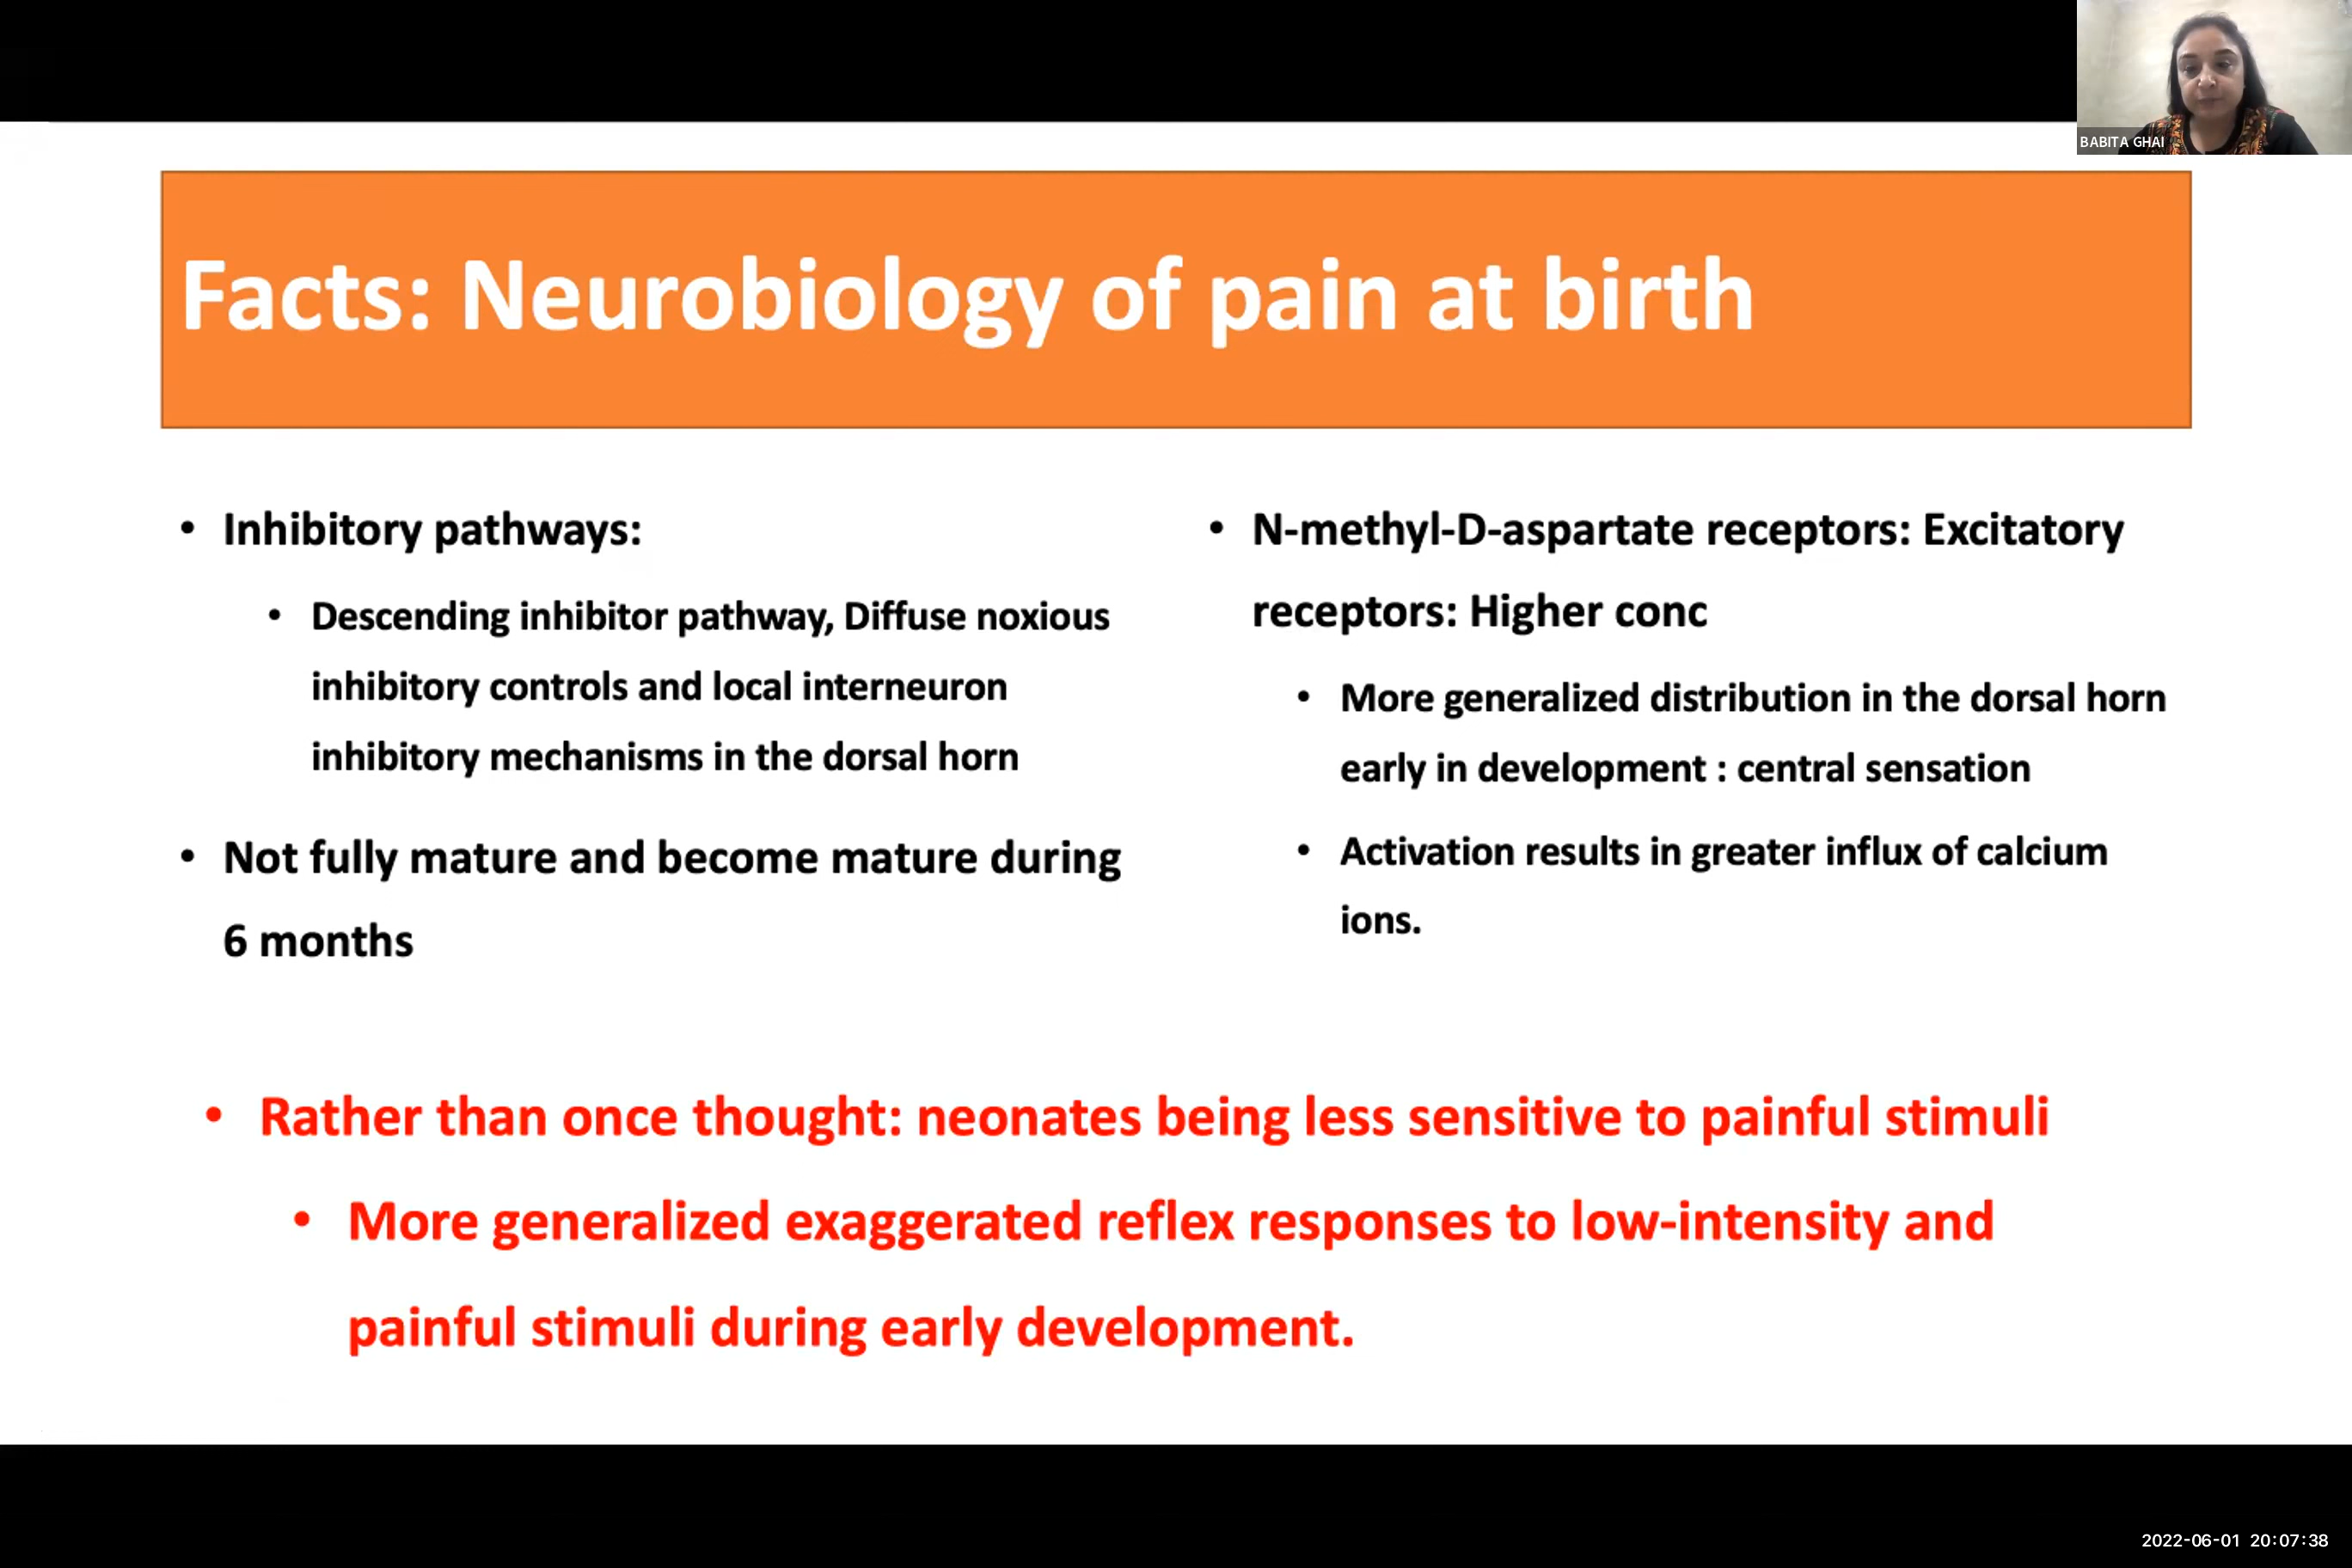 BABITA GHAI
Facts: Neurobiology of pain at birth
• Inhibitory pathways:
• Descending inhibitor pathway, Diffuse noxious
inhibitory controls and local interneuron
inhibitory mechanisms in the dorsal horn
• Not fully mature and become mature during
6 months
• N-methyl-D-aspartate receptors: Excitatory
receptors: Higher conc
• More generalized distribution in the dorsal horn
early in development : central sensation
• Activation results in greater influx of calcium
ions.
• Rather than once thought: neonates being less sensitive to painful stimuli
• More generalized exaggerated reflex responses to low-intensity and
painful stimuli during early development.
2022-06-01 20:07:38